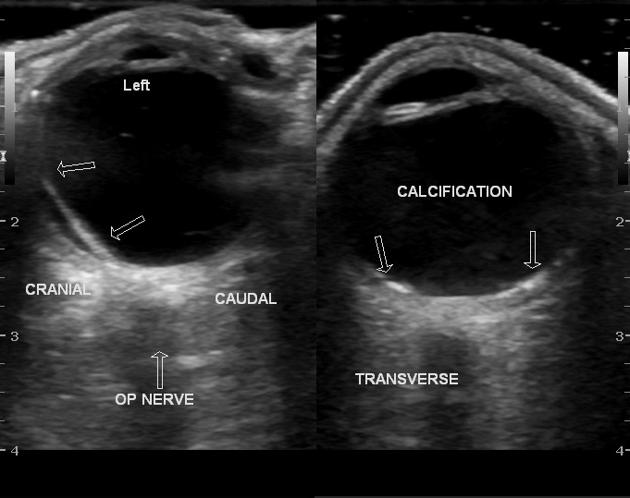 Left
CALCIFICATION
2
2
CRANIAL
CAUDAL
3
3
TRANSVERSE
OP NERVE
4
4